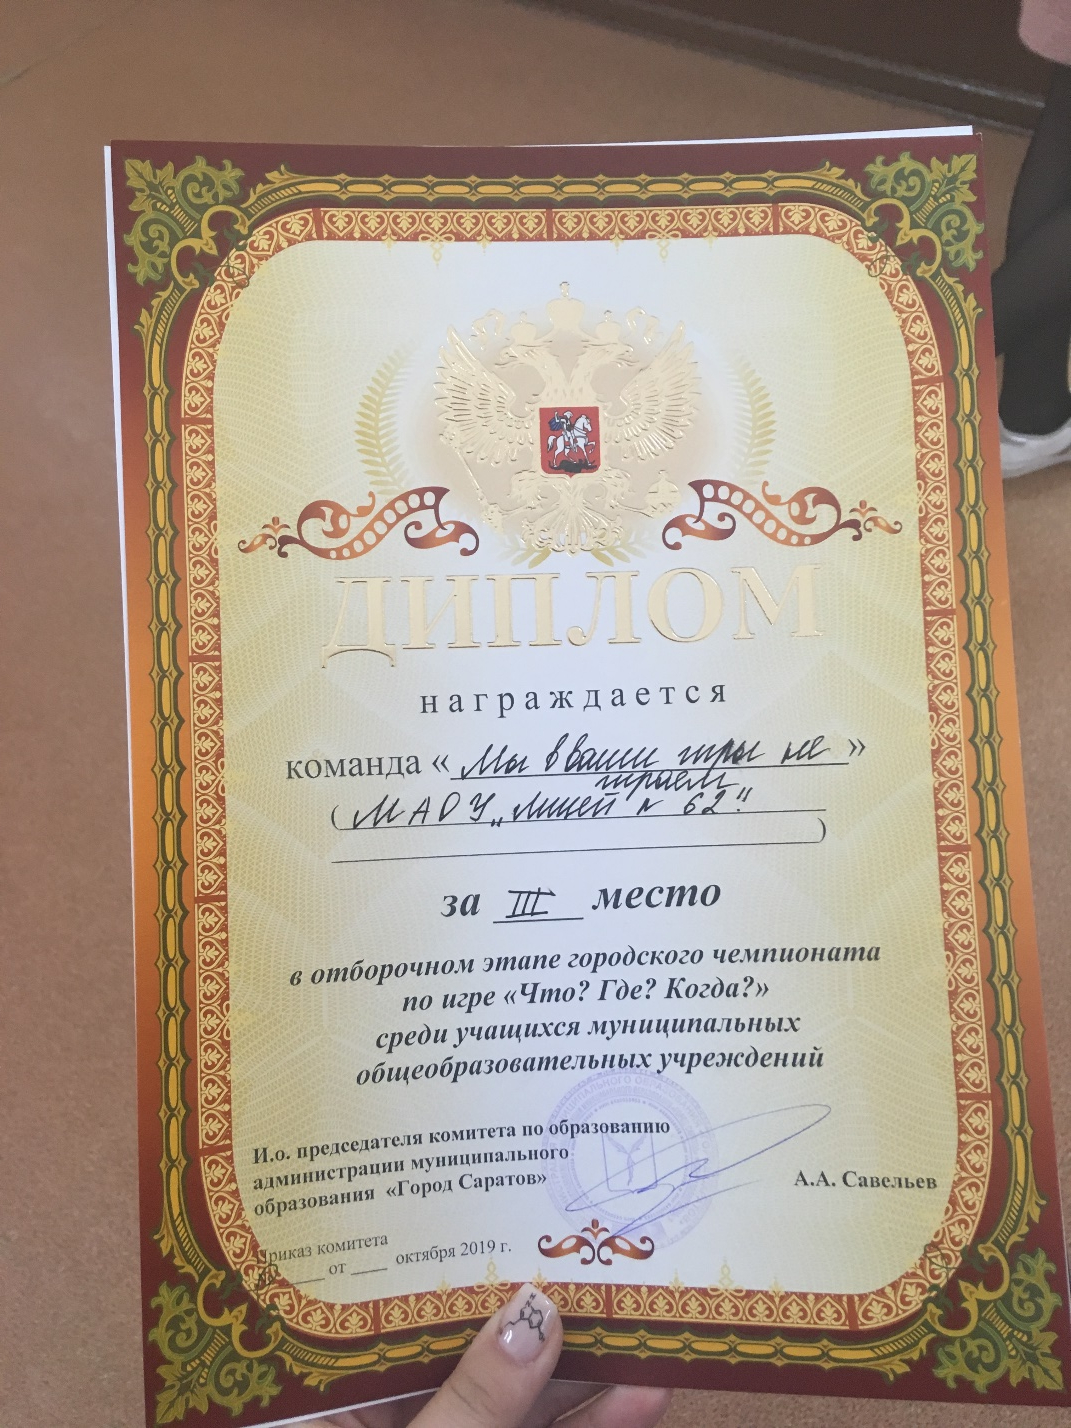 ДИПЛОМ
награждается
команда « Мы в ваши игры не »
играем
( МАОУ „Лицей № 62"
)
за III место
в отборочном этапе городского чемпионата
по игре «Что? Где? Когда?»
среди учащихся муниципальных
общеобразовательных учреждений
И.о. председателя комитета по образованию
администрации муниципального
образования «Город Саратов»
А.А. Савельев
Приказ комитета
№ ____ от ____ октября 2019 г.